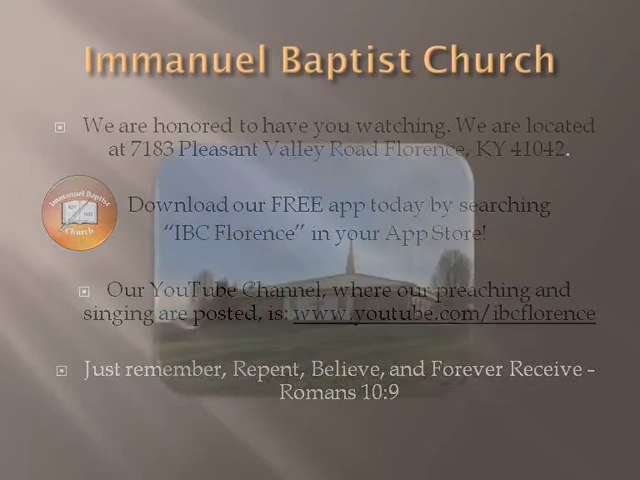 Immanuel Baptist Church
We are honored to have you watching. We are located
at 7183 Pleasant Valley Road Florence, KY 41042.
Immanuel Baptist
Church
Download our FREE app today by searching
“IBC Florence” in your App Store!
Our YouTube Channel, where our preaching and
singing are posted, is: www.youtube.com/ibcflorence
Just remember, Repent, Believe, and Forever Receive -
Romans 10:9